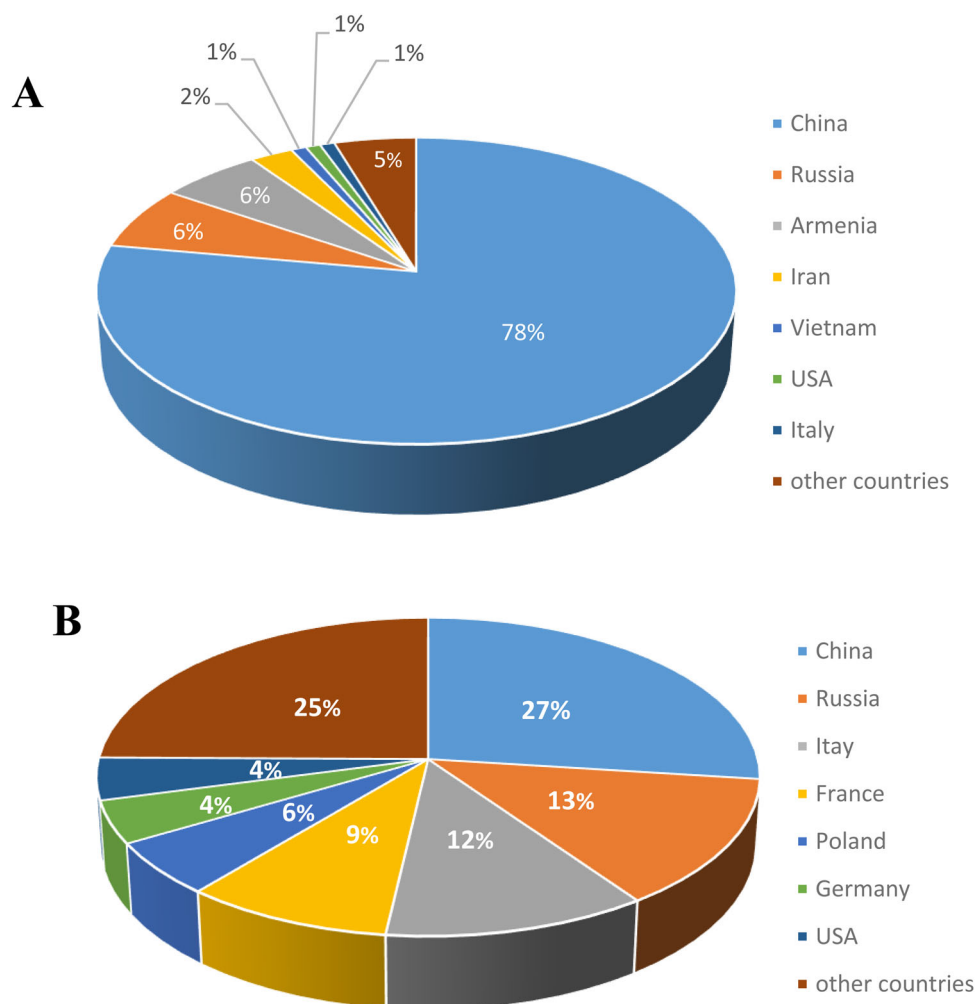 A
1%
1%
1%
2%
5%
6%
6%
78%
China
Russia
Armenia
Iran
Vietnam
USA
Italy
other countries
B
25%
27%
4%
4%
6%
9%
12%
13%
China
Russia
Itay
France
Poland
Germany
USA
other countries